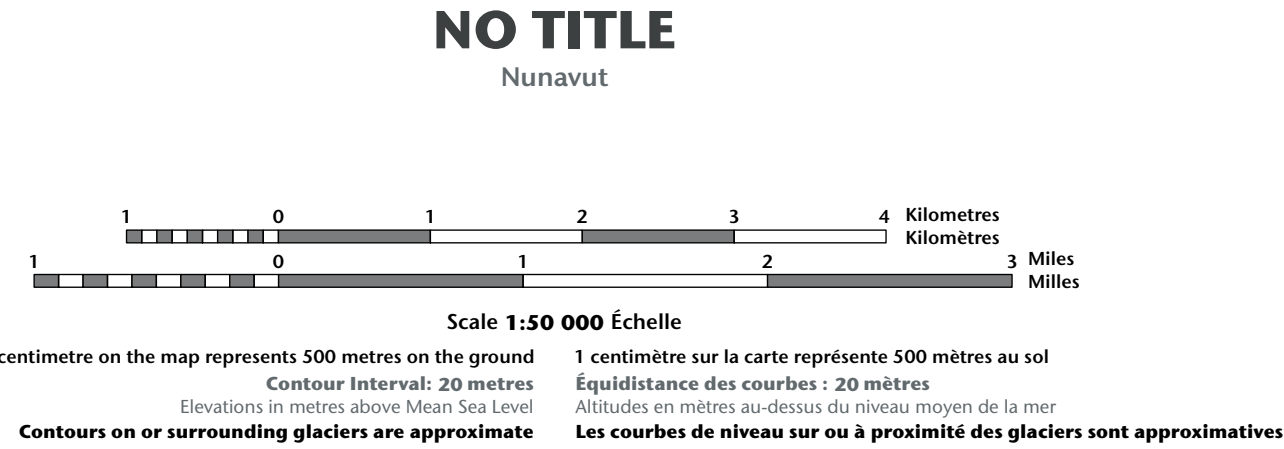 NO TITLE
Nunavut
1 0 1 2 3 4 Kilometres
Kilomètres
1 0 1 2 3 Miles
Milles
Scale 1:50 000 Échelle
centimetre on the map represents 500 metres on the ground
1 centimètre sur la carte représente 500 mètres au sol
Contour Interval: 20 metres
Équidistance des courbes : 20 mètres
Elevations in metres above Mean Sea Level
Altitudes en mètres au-dessus du niveau moyen de la mer
Contours on or surrounding glaciers are approximate
Les courbes de niveau sur ou à proximité des glaciers sont approximatives